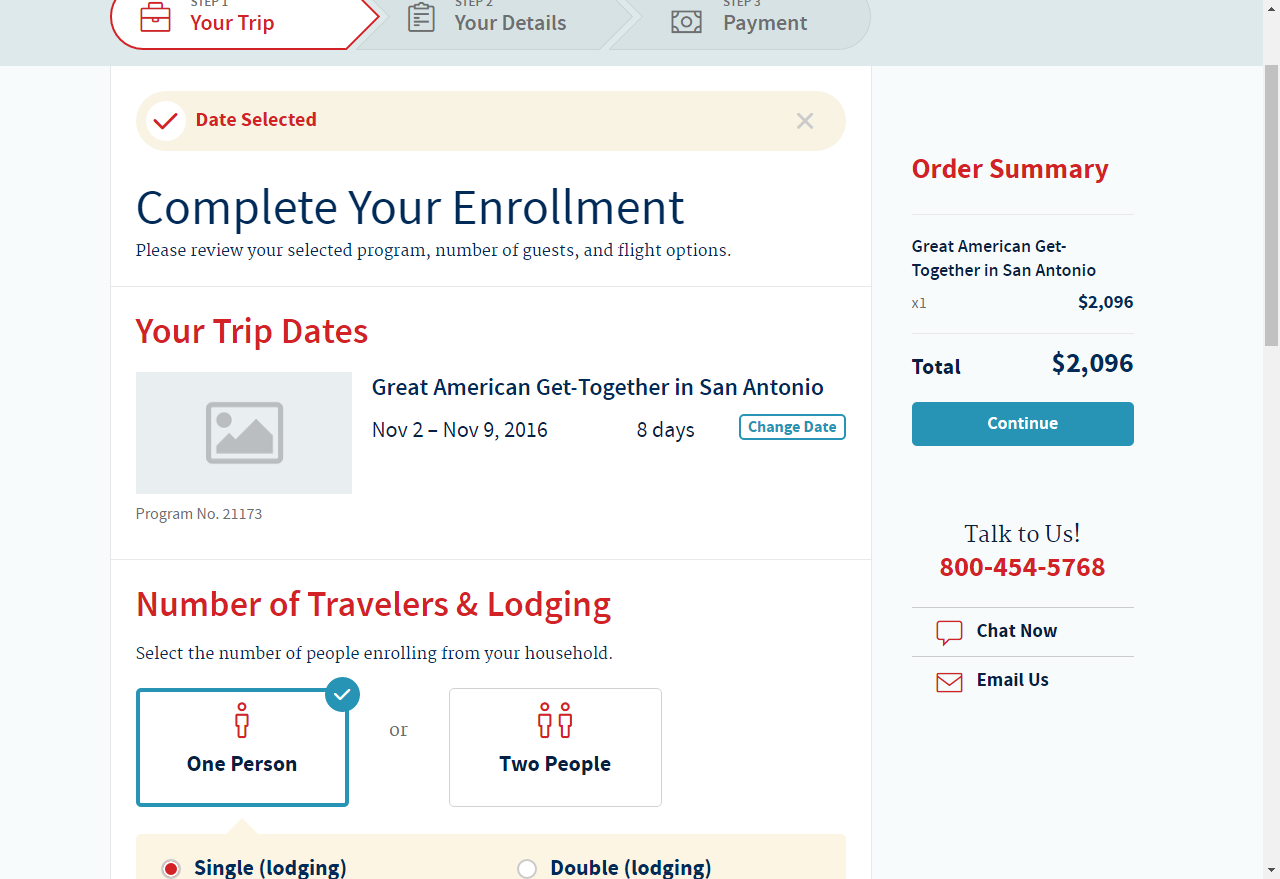 STEP 1
Your Trip
STEP 2
Your Details
STEP 3
Payment
Date Selected
Complete Your Enrollment
Please review your selected program, number of guests, and flight options.
Your Trip Dates
Great American Get-Together in San Antonio
Nov 2 – Nov 9, 2016
8 days
Change Date
Program No. 21173
Number of Travelers & Lodging
Select the number of people enrolling from your household.
One Person
or
Two People
Single (lodging)
Double (lodging)
Order Summary
Great American Get-
Together in San Antonio
x1
$2,096
Total
$2,096
Continue
Talk to Us!
800-454-5768
Chat Now
Email Us